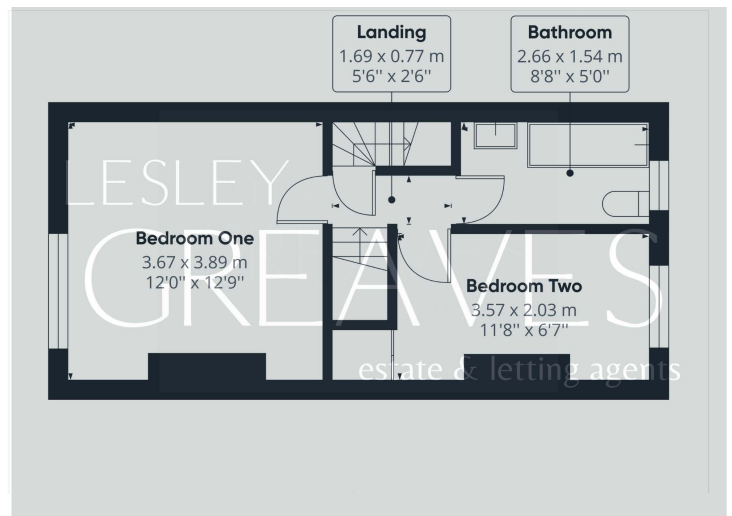 Landing
1.69 x 0.77 m
5'6'' x 2'6''
Bathroom
2.66 x 1.54 m
8'8'' x 5'0''
LESLEY
GREAVES
estate & letting agents
Bedroom One
3.67 x 3.89 m
12'0'' x 12'9''
Bedroom Two
3.57 x 2.03 m
11'8'' x 6'7''